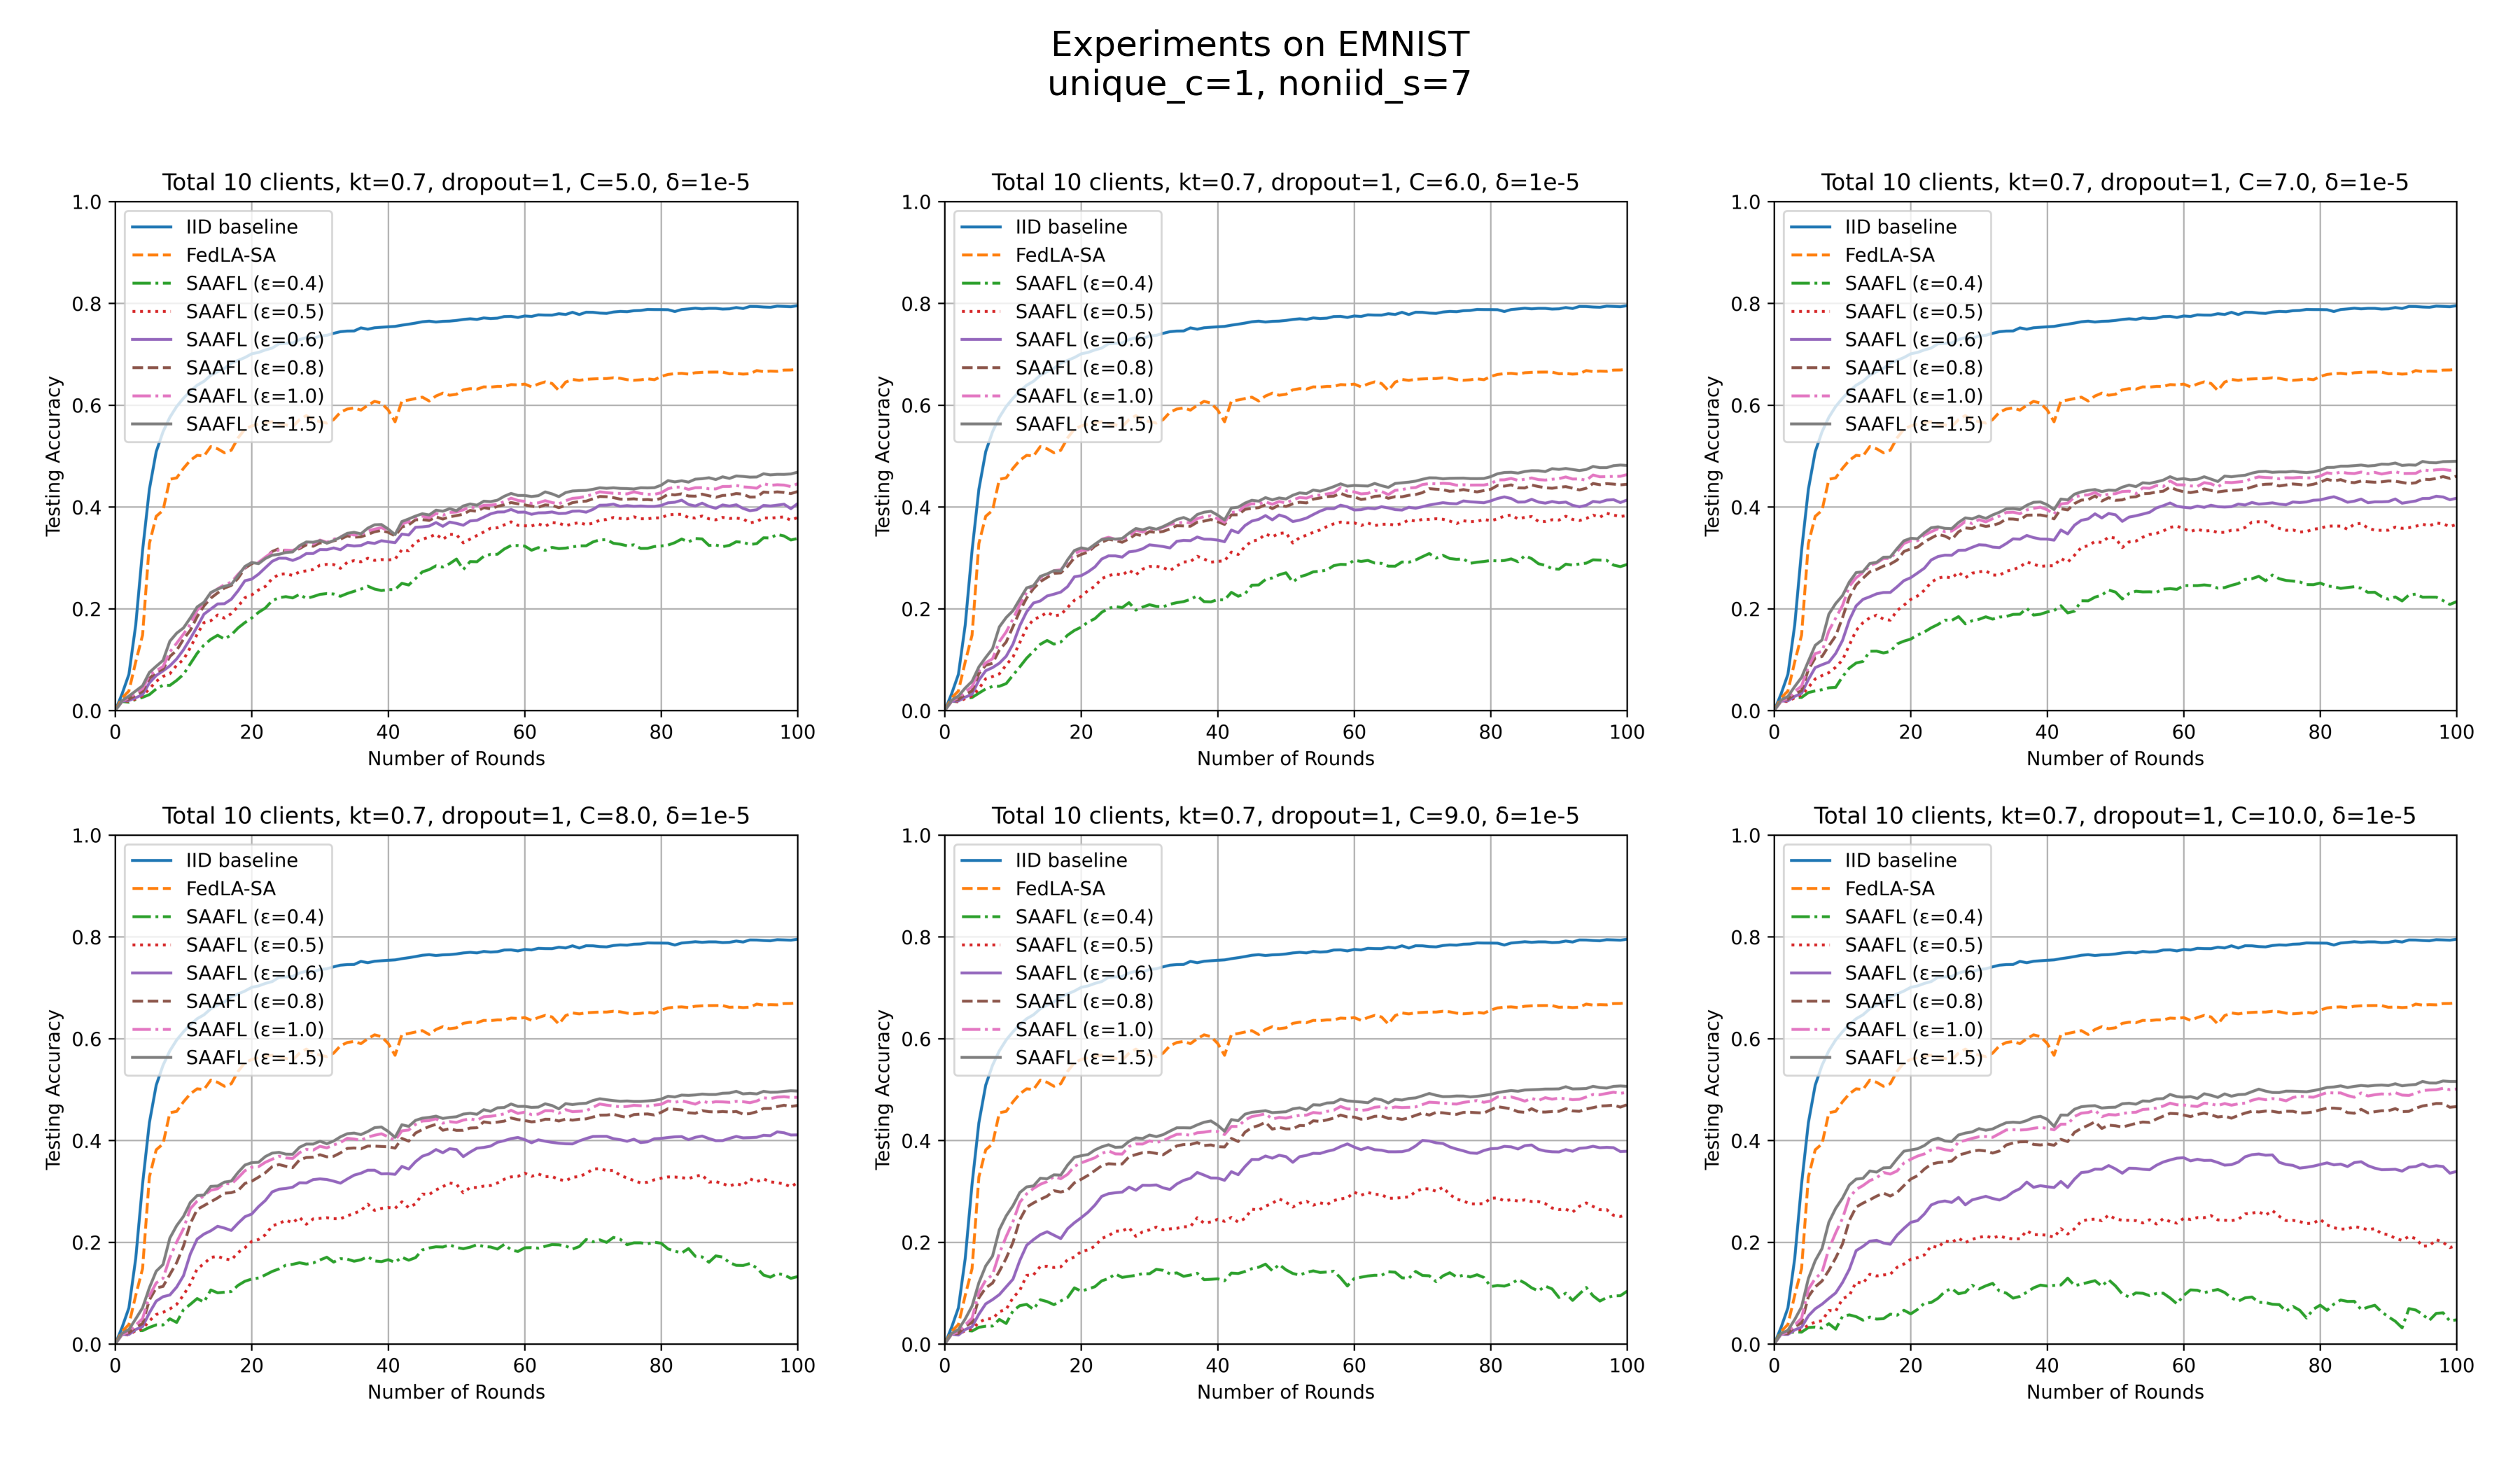 Experiments on EMNIST
unique_c=1, noniid_s=7
Total 10 clients, kt=0.7, dropout=1, C=5.0, δ=1e-5
1.0
0.8
0.6
0.4
0.2
0.0
Testing Accuracy
IID baseline
FedLA-SA
SAAFL (ε=0.4)
SAAFL (ε=0.5)
SAAFL (ε=0.6)
SAAFL (ε=0.8)
SAAFL (ε=1.0)
SAAFL (ε=1.5)
0 20 40 60 80 100
Number of Rounds
Total 10 clients, kt=0.7, dropout=1, C=6.0, δ=1e-5
1.0
0.8
0.6
0.4
0.2
0.0
Testing Accuracy
IID baseline
FedLA-SA
SAAFL (ε=0.4)
SAAFL (ε=0.5)
SAAFL (ε=0.6)
SAAFL (ε=0.8)
SAAFL (ε=1.0)
SAAFL (ε=1.5)
0 20 40 60 80 100
Number of Rounds
Total 10 clients, kt=0.7, dropout=1, C=7.0, δ=1e-5
1.0
0.8
0.6
0.4
0.2
0.0
Testing Accuracy
IID baseline
FedLA-SA
SAAFL (ε=0.4)
SAAFL (ε=0.5)
SAAFL (ε=0.6)
SAAFL (ε=0.8)
SAAFL (ε=1.0)
SAAFL (ε=1.5)
0 20 40 60 80 100
Number of Rounds
Total 10 clients, kt=0.7, dropout=1, C=8.0, δ=1e-5
1.0
0.8
0.6
0.4
0.2
0.0
Testing Accuracy
IID baseline
FedLA-SA
SAAFL (ε=0.4)
SAAFL (ε=0.5)
SAAFL (ε=0.6)
SAAFL (ε=0.8)
SAAFL (ε=1.0)
SAAFL (ε=1.5)
0 20 40 60 80 100
Number of Rounds
Total 10 clients, kt=0.7, dropout=1, C=9.0, δ=1e-5
1.0
0.8
0.6
0.4
0.2
0.0
Testing Accuracy
IID baseline
FedLA-SA
SAAFL (ε=0.4)
SAAFL (ε=0.5)
SAAFL (ε=0.6)
SAAFL (ε=0.8)
SAAFL (ε=1.0)
SAAFL (ε=1.5)
0 20 40 60 80 100
Number of Rounds
Total 10 clients, kt=0.7, dropout=1, C=10.0, δ=1e-5
1.0
0.8
0.6
0.4
0.2
0.0
Testing Accuracy
IID baseline
FedLA-SA
SAAFL (ε=0.4)
SAAFL (ε=0.5)
SAAFL (ε=0.6)
SAAFL (ε=0.8)
SAAFL (ε=1.0)
SAAFL (ε=1.5)
0 20 40 60 80 100
Number of Rounds